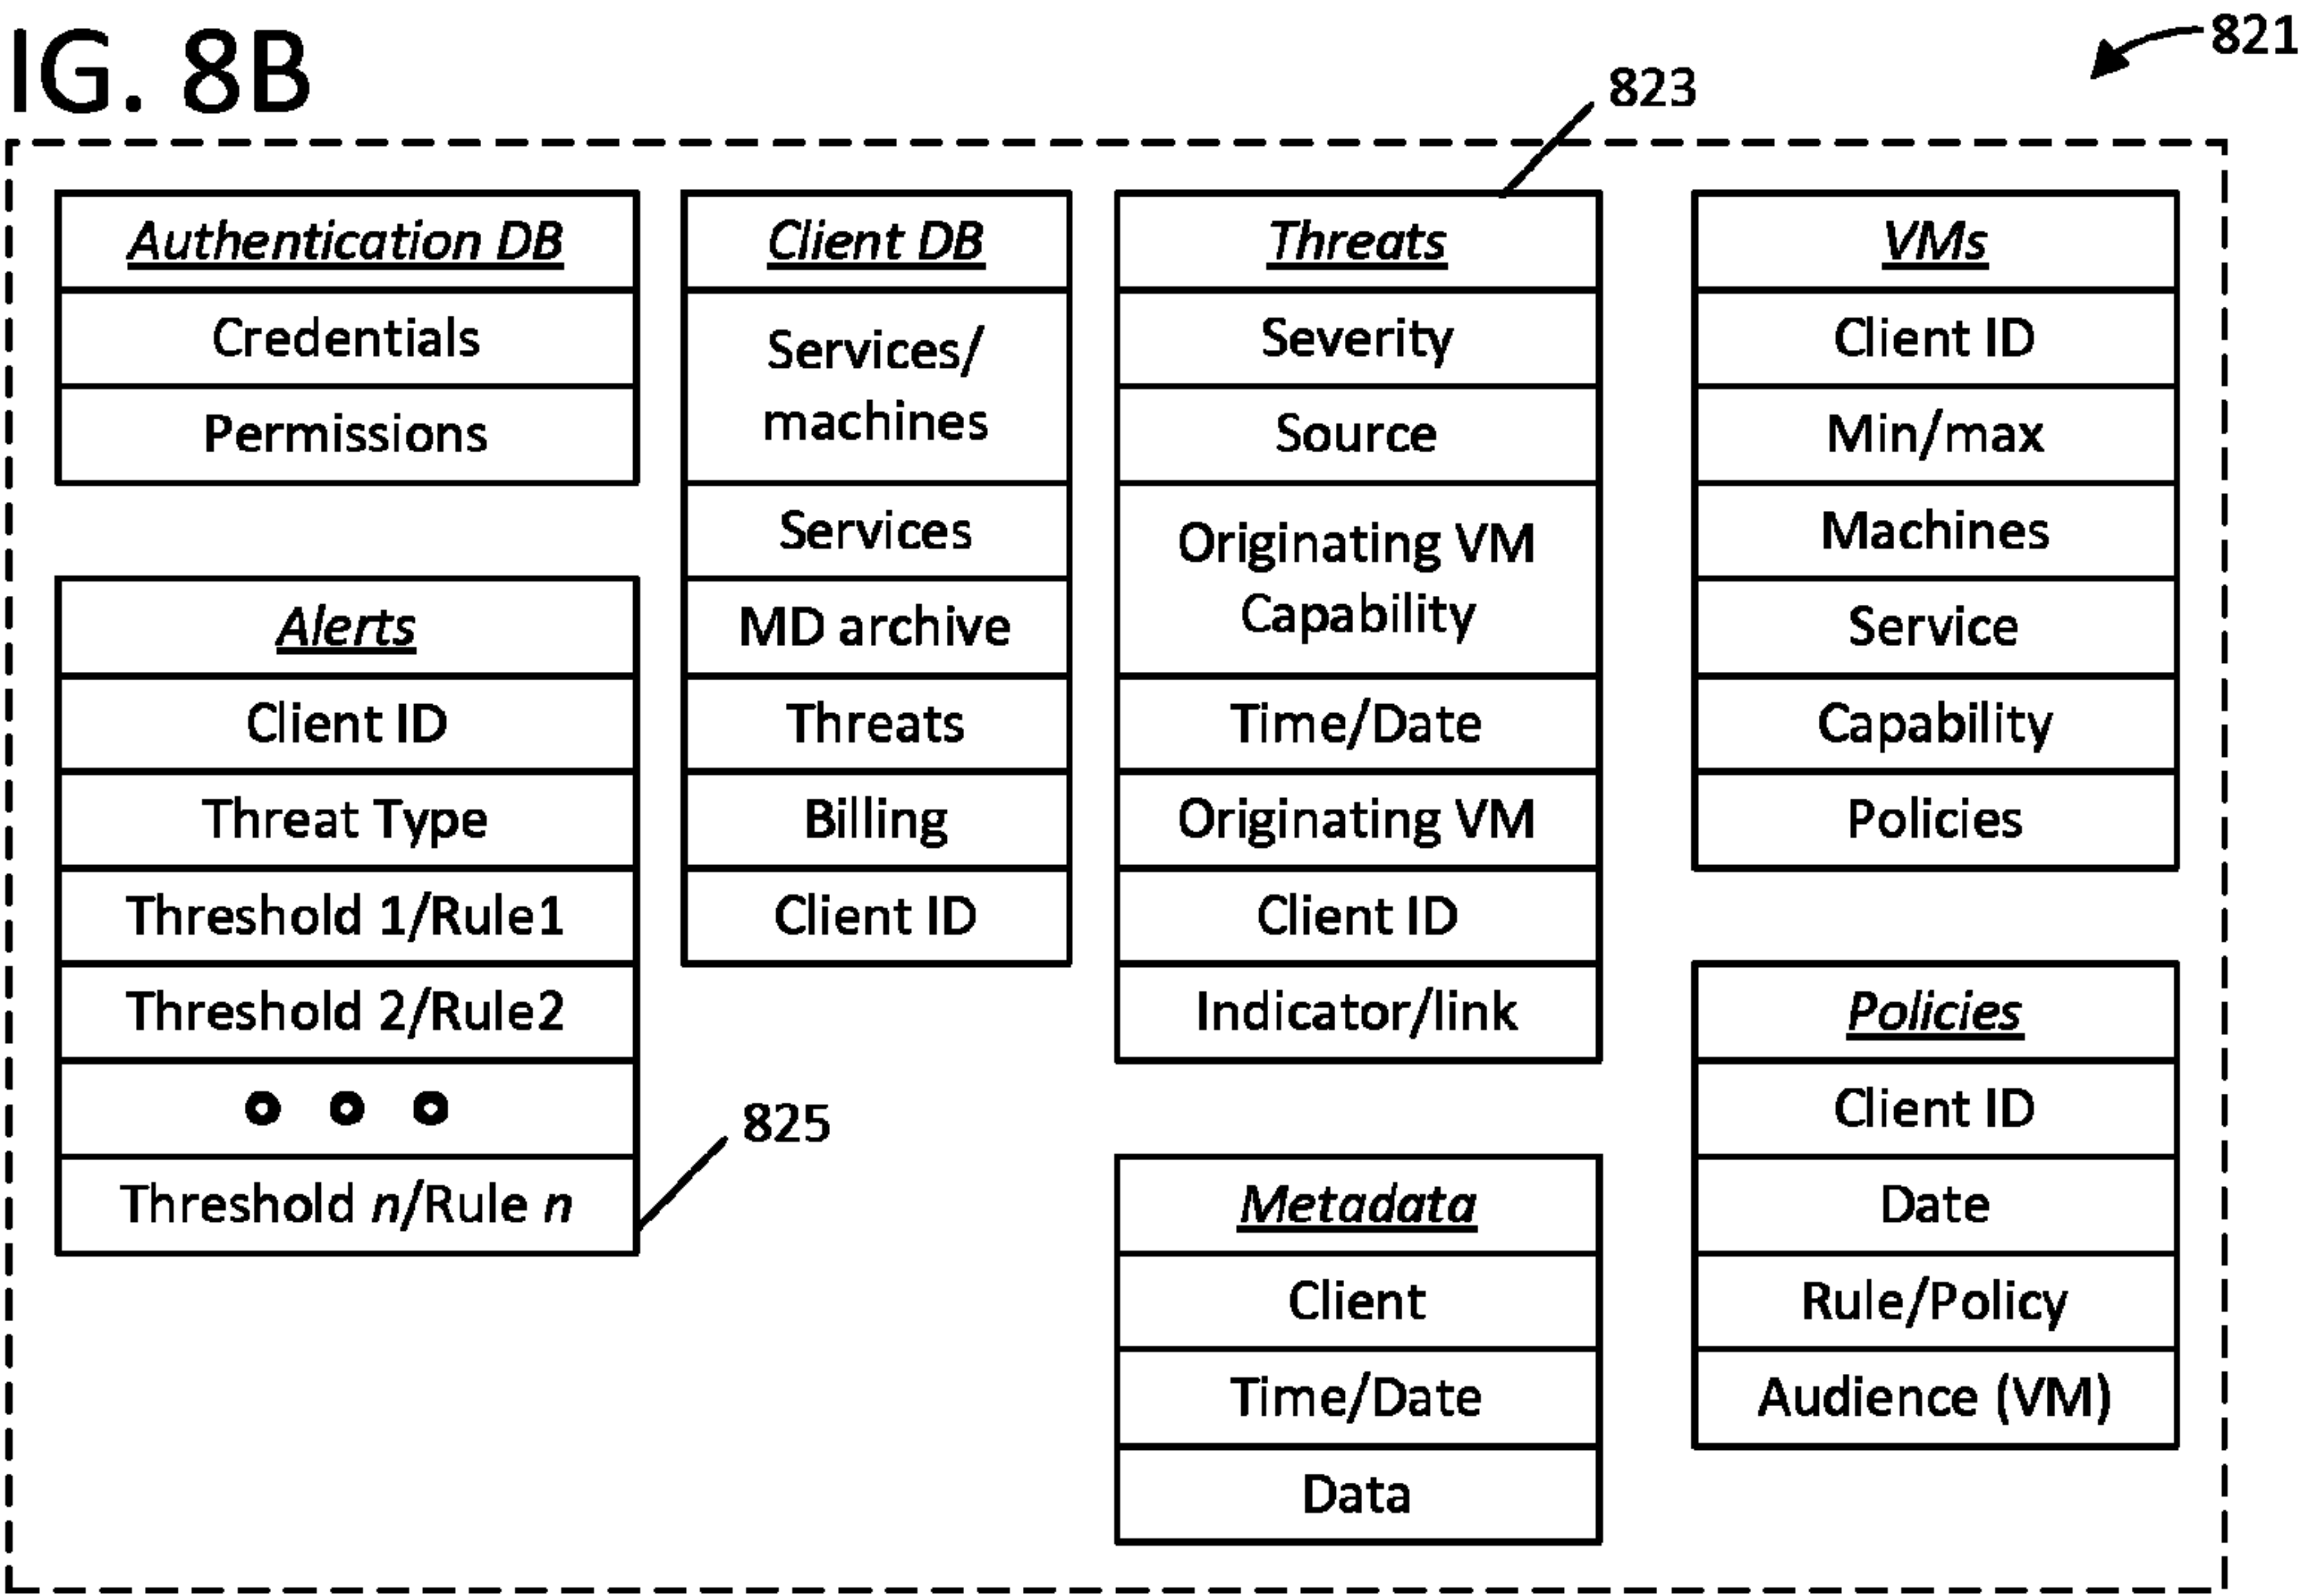 IG. 8B
821
823
Authentication DB
Credentials
Permissions
Alerts
Client ID
Threat Type
Threshold 1/Rule1
Threshold 2/Rule2
Threshold n/Rule n
825
Client DB
Services/
machines
Services
MD archive
Threats
Billing
Client ID
Threats
Severity
Source
Originating VM
Capability
Time/Date
Originating VM
Client ID
Indicator/link
Metadata
Client
Time/Date
Data
VMs
Client ID
Min/max
Machines
Service
Capability
Policies
Policies
Client ID
Date
Rule/Policy
Audience (VM)